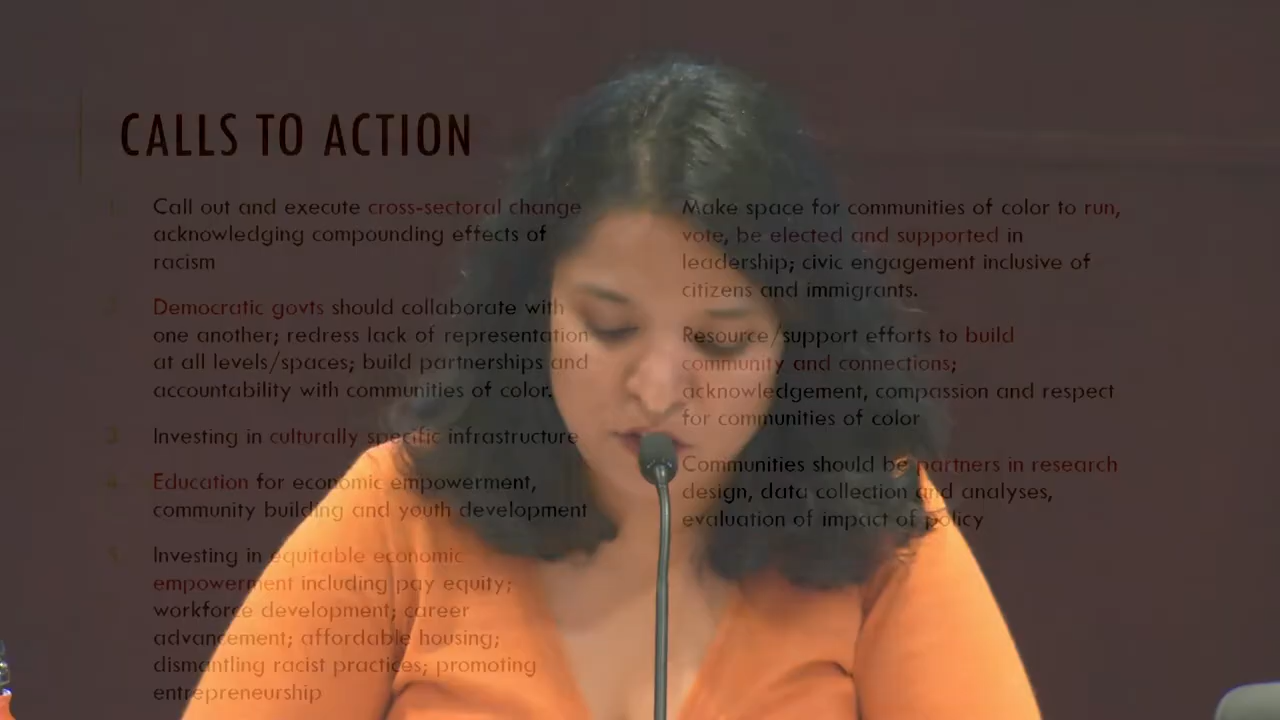 CALLS TO ACTION
1. Call out and execute cross-sectoral change
acknowledging compounding effects of
racism
2. Democratic govts should collaborate with
one another; redress lack of representation
at all levels/spaces; build partnerships and
accountability with communities of color.
3. Investing in culturally specific infrastructure
4. Education for economic empowerment,
community building and youth development
5. Investing in equitable economic
empowerment including pay equity;
workforce development; career
advancement; affordable housing;
dismantling racist practices; promoting
entrepreneurship
Make space for communities of color to run,
vote, be elected and supported in
leadership; civic engagement inclusive of
citizens and immigrants.
Resource/support efforts to build
community and connections;
acknowledgement, compassion and respect
for communities of color
Communities should be partners in research
design, data collection and analyses,
evaluation of impact of policy